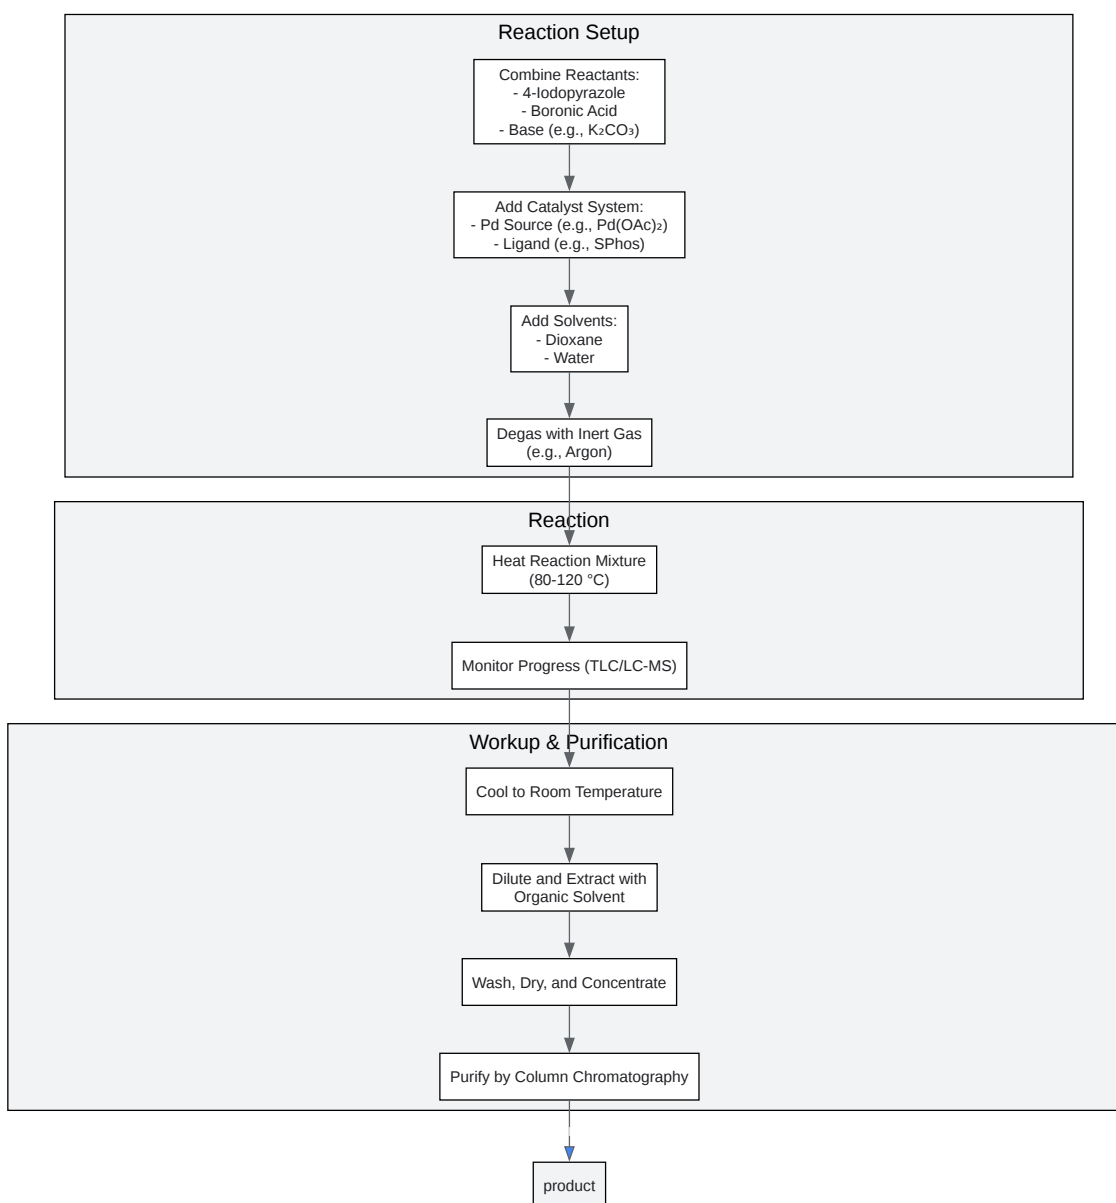 Reaction Setup
Combine Reactants:
- 4-Iodopyrazole
- Boronic Acid
- Base (e.g., K₂CO₃)
Add Catalyst System:
- Pd Source (e.g., Pd(OAc)₂)
- Ligand (e.g., SPhos)
Add Solvents:
- Dioxane
- Water
Degas with Inert Gas
(e.g., Argon)
Reaction
Heat Reaction Mixture
(80-120 °C)
Monitor Progress (TLC/LC-MS)
Workup & Purification
Cool to Room Temperature
Dilute and Extract with
Organic Solvent
Wash, Dry, and Concentrate
Purify by Column Chromatography
product